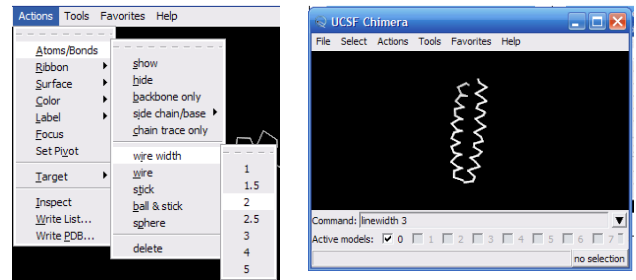 Actions Tools Favorites Help
Atoms/Bonds
Ribbon
Surface
Color
Label
Focus
Set Pivot
Target
Inspect
Write List...
Write PDB...
show
hide
backbone only
side chain/base
chain trace only
wire width
wire
stick
ball & stick
sphere
delete
1
1.5
2
2.5
3
4
5
UCSF Chimera
File Select Actions Tools Favorites Help
Command: linewidth 3
Active models: 0 1 2 3 4 5 6 7
no selection